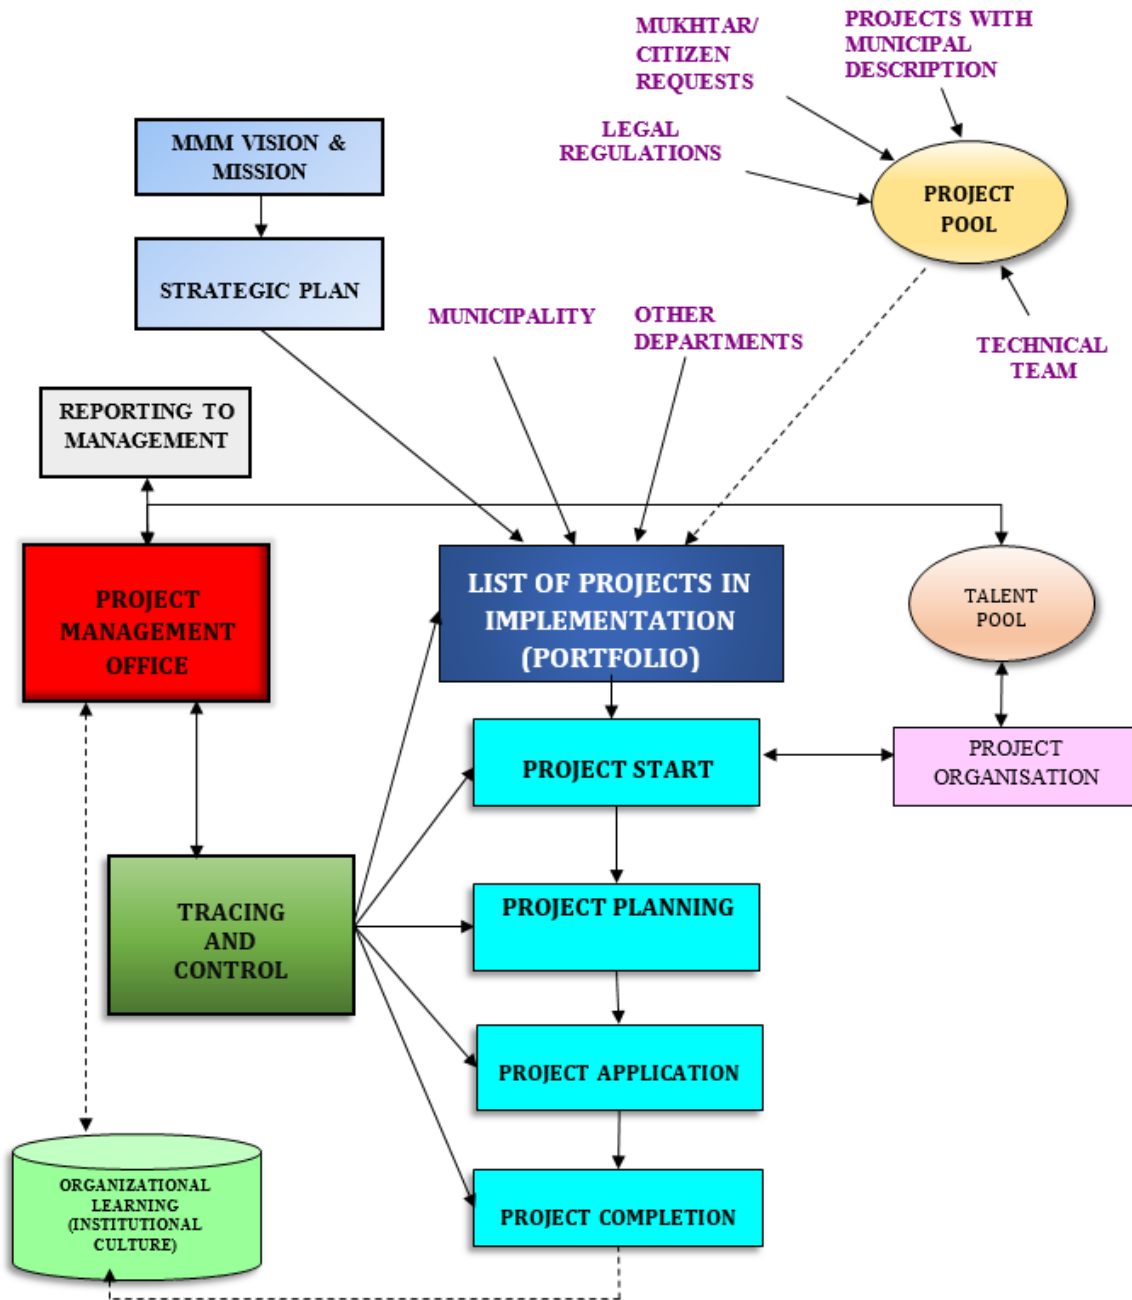 MUKHTAR/
CITIZEN
REQUESTS
PROJECTS WITH
MUNICIPAL
DESCRIPTION
LEGAL
REGULATIONS
MMM VISION &
MISSION
PROJECT
POOL
STRATEGIC PLAN
MUNICIPALITY
OTHER
DEPARTMENTS
TECHNICAL
TEAM
REPORTING TO
MANAGEMENT
PROJECT
MANAGEMENT
OFFICE
LIST OF PROJECTS IN
IMPLEMENTATION
(PORTFOLIO)
TALENT
POOL
PROJECT START
PROJECT
ORGANISATION
TRACING
AND
CONTROL
PROJECT PLANNING
PROJECT APPLICATION
ORGANIZATIONAL
LEARNING
(INSTITUTIONAL
CULTURE)
PROJECT COMPLETION